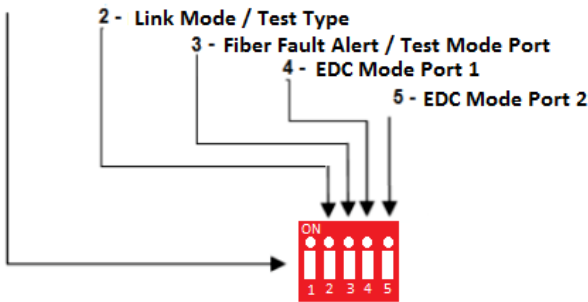 2 - Link Mode / Test Type
3 - Fiber Fault Alert / Test Mode Port
4 - EDC Mode Port 1
5 - EDC Mode Port 2
ON
1 2 3 4 5